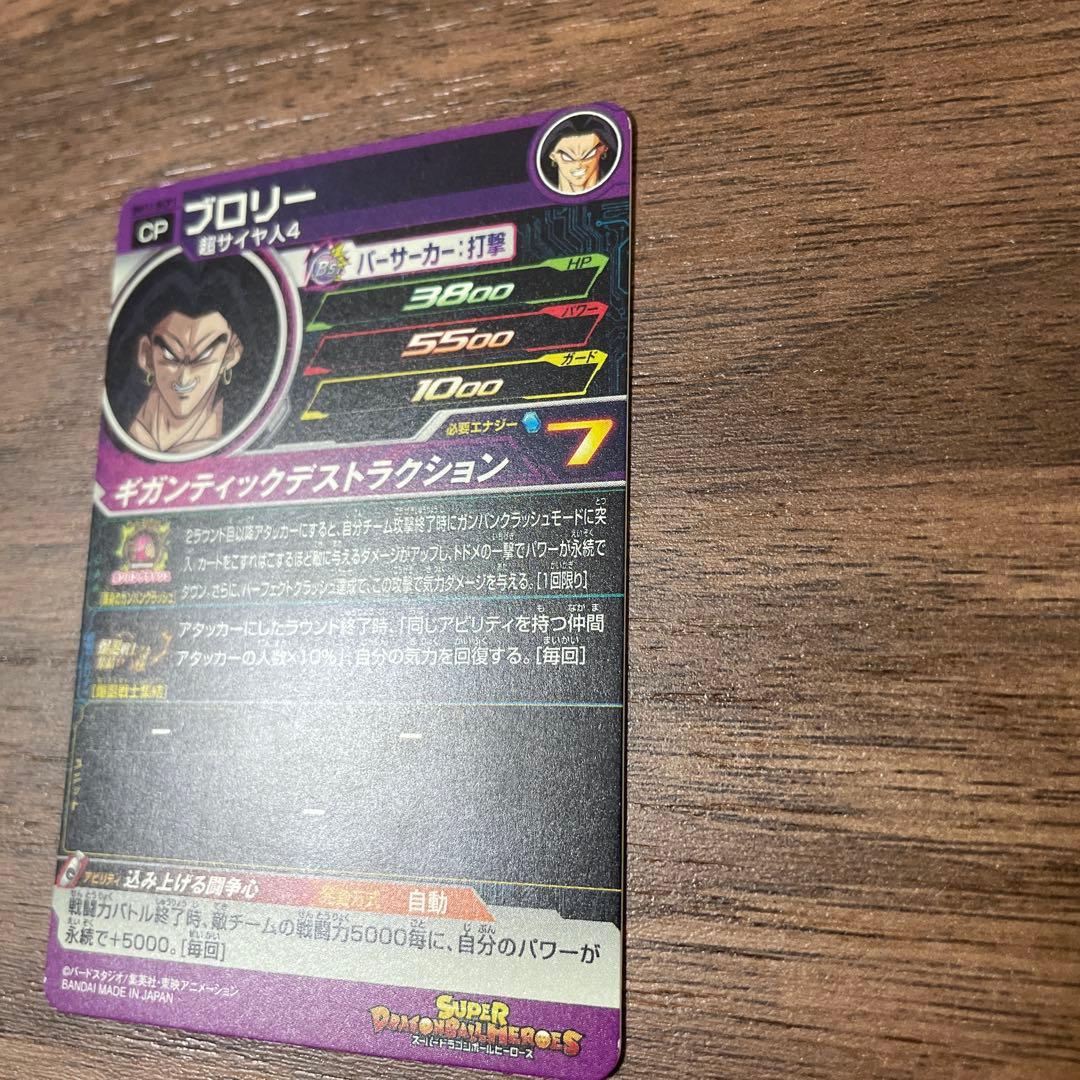 CP
ブロリー
超サイヤ人4
Bs
バーサーカー:打撃
HP
3800
パワー
5500
ガード
1000
必要エナジー
7
ギガンティックデストラクション
2ラウンド目以降アタッカーにすると、自分チーム攻撃終了時にガンバンクラッシュモードに突
入。カードをこすればこするほど敵に与えるダメージがアップし、トドメの一撃でパワーが永続で
ダウン。さらに、パーフェクトクラッシュ達成で、この攻撃で気力ダメージを与える。[1回限り]
アタッカーにしたラウンド終了時、「同じアビリティを持つ仲間
アタッカーの人数×10%」、自分の気力を回復する。[毎回]
アビリティ
込み上げる闘争心
発動方式
自動
戦闘力バトル終了時、敵チームの戦闘力5000毎に、自分のパワーが
永続で+5000。[毎回]
©バードスタジオ/集英社・東映アニメーション
BANDAI MADE IN JAPAN
SUPER
DRAGONBALL HEROES
スーパードラゴンボールヒーローズ